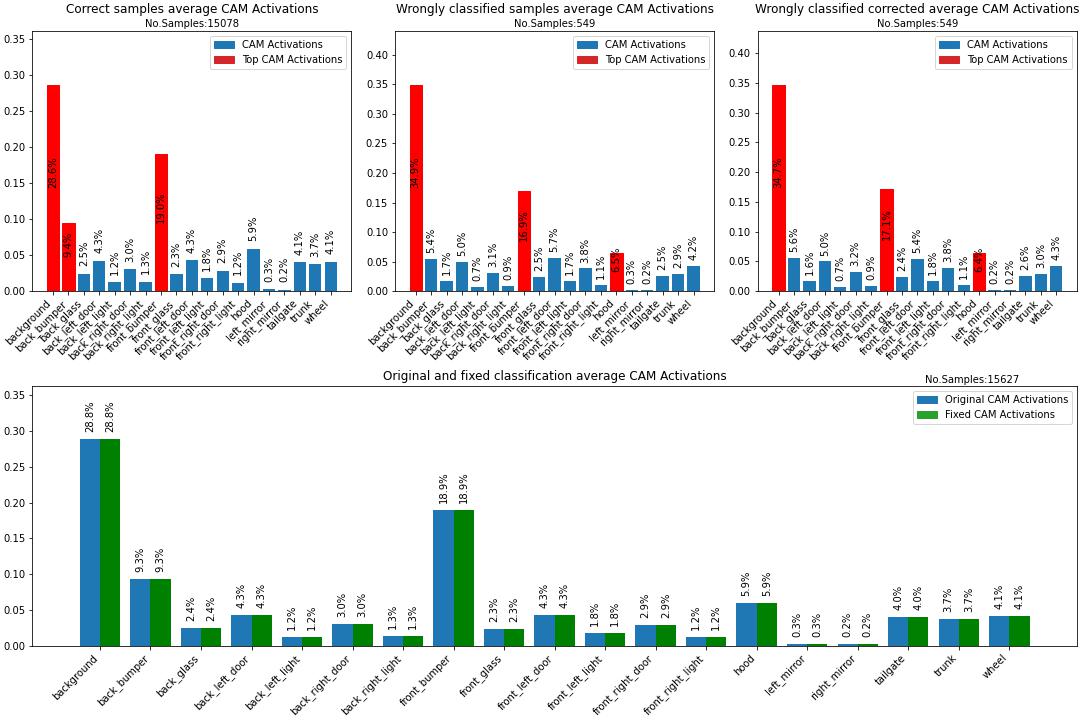 Correct samples average CAM Activations
No.Samples:15078
CAM Activations
Top CAM Activations
0.35
0.30
0.25
0.20
0.15
0.10
0.05
0.00
28.6%
9.4%
2.5%
4.3%
1.2%
3.0%
1.3%
19.0%
2.3%
4.3%
1.8%
2.9%
1.2%
5.9%
0.3%
0.2%
4.1%
3.7%
4.1%
background
back_bumper
back_glass
back_left_door
back_left_light
back_right_door
back_right_light
front_bumper
front_glass
front_left_door
front_left_light
front_right_door
front_right_light
hood
left_mirror
right_mirror
tailgate
trunk
wheel
Wrongly classified samples average CAM Activations
No.Samples:549
CAM Activations
Top CAM Activations
0.40
0.35
0.30
0.25
0.20
0.15
0.10
0.05
0.00
34.9%
5.4%
1.7%
5.0%
0.7%
3.1%
0.9%
16.9%
2.5%
5.7%
1.7%
3.8%
1.1%
6.5%
0.3%
0.2%
2.5%
2.9%
4.2%
background
back_bumper
back_glass
back_left_door
back_left_light
back_right_door
back_right_light
front_bumper
front_glass
front_left_door
front_left_light
front_right_door
front_right_light
hood
left_mirror
right_mirror
tailgate
trunk
wheel
Wrongly classified corrected average CAM Activations
No.Samples:549
CAM Activations
Top CAM Activations
0.40
0.35
0.30
0.25
0.20
0.15
0.10
0.05
0.00
34.7%
5.6%
1.6%
5.0%
0.7%
3.2%
0.9%
17.1%
2.4%
5.4%
1.8%
3.8%
1.1%
6.4%
0.2%
0.2%
2.6%
3.0%
4.3%
background
back_bumper
back_glass
back_left_door
back_left_light
back_right_door
back_right_light
front_bumper
front_glass
front_left_door
front_left_light
front_right_door
front_right_light
hood
left_mirror
right_mirror
tailgate
trunk
wheel
Original and fixed classification average CAM Activations
No.Samples:15627
Original CAM Activations
Fixed CAM Activations
0.35
0.30
0.25
0.20
0.15
0.10
0.05
0.00
28.8% 28.8%
9.3% 9.3%
2.4% 2.4%
4.3% 4.3%
1.2% 1.2%
3.0% 3.0%
1.3% 1.3%
18.9% 18.9%
2.3% 2.3%
4.3% 4.3%
1.8% 1.8%
2.9% 2.9%
1.2% 1.2%
5.9% 5.9%
0.3% 0.3%
0.2% 0.2%
4.0% 4.0%
3.7% 3.7%
4.1% 4.1%
background
back_bumper
back_glass
back_left_door
back_left_light
back_right_door
back_right_light
front_bumper
front_glass
front_left_door
front_left_light
front_right_door
front_right_light
hood
left_mirror
right_mirror
tailgate
trunk
wheel